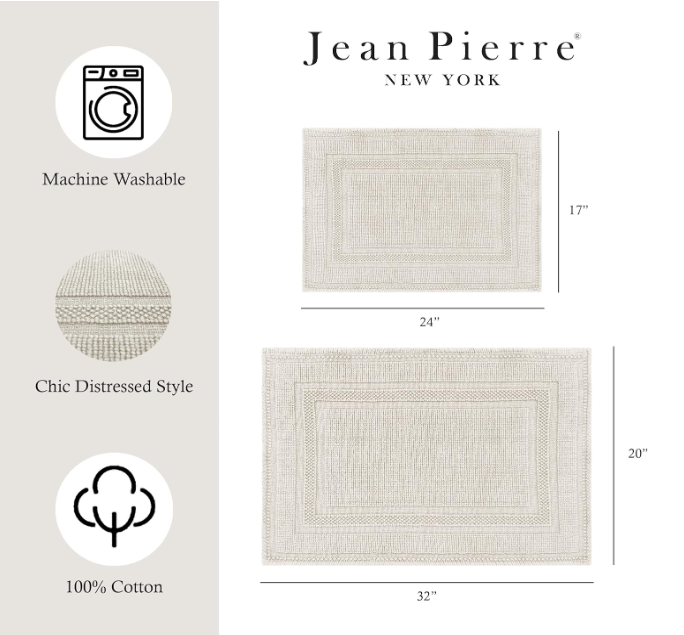 Jean Pierre®
NEW YORK
Machine Washable
17”
24”
Chic Distressed Style
20”
32”
100% Cotton